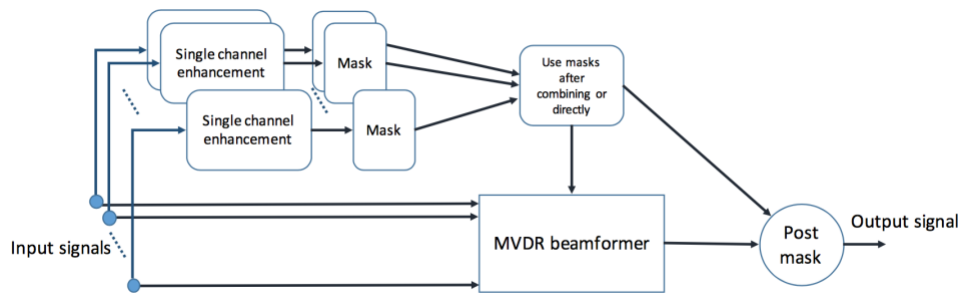 Single channel
enhancement
Mask
Single channel
enhancement
Mask
Use masks
after
combining or
directly
Input signals
MVDR beamformer
Post
mask
Output signal